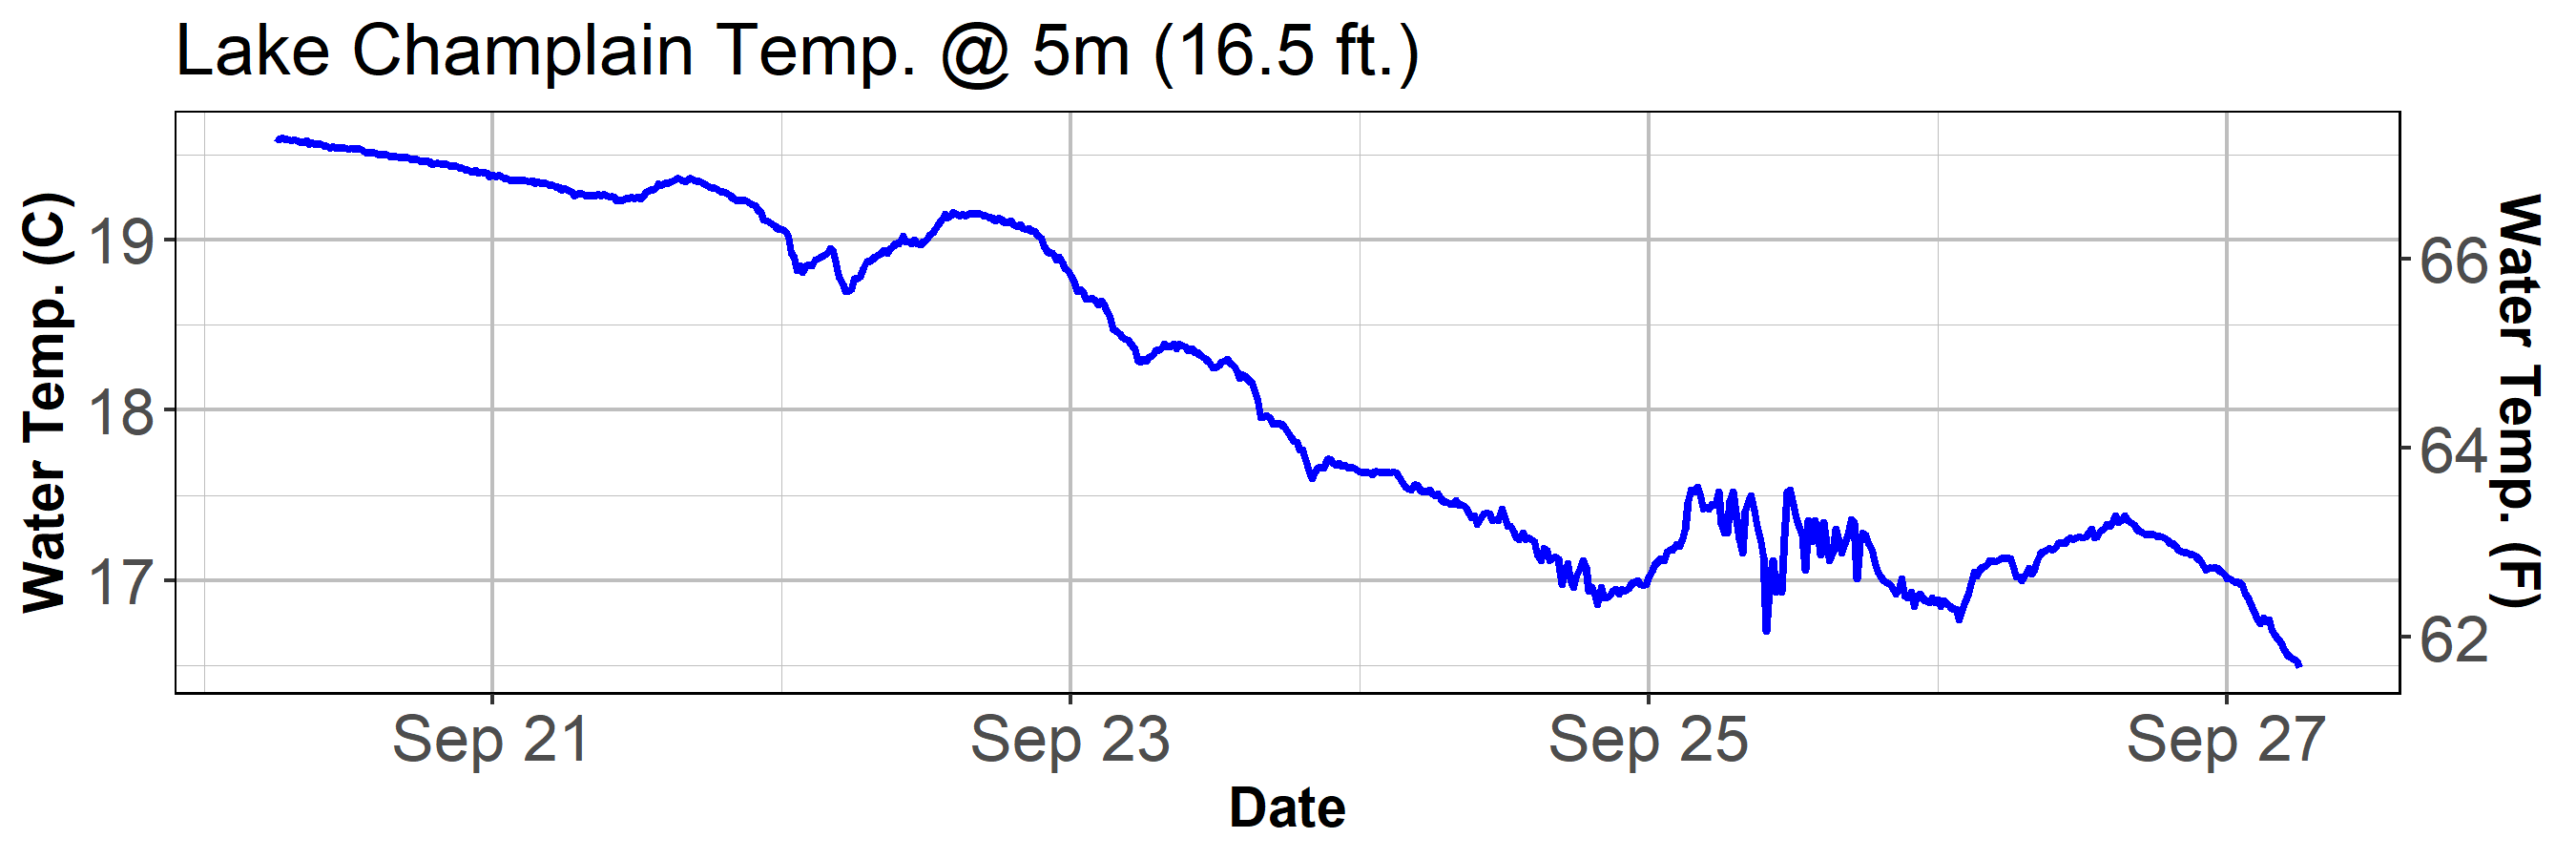 Lake Champlain Temp. @ 5m (16.5 ft.)
Water Temp. (C)
19
18
17
66
64
62
Water Temp. (F)
Sep 21 Sep 23 Sep 25 Sep 27
Date